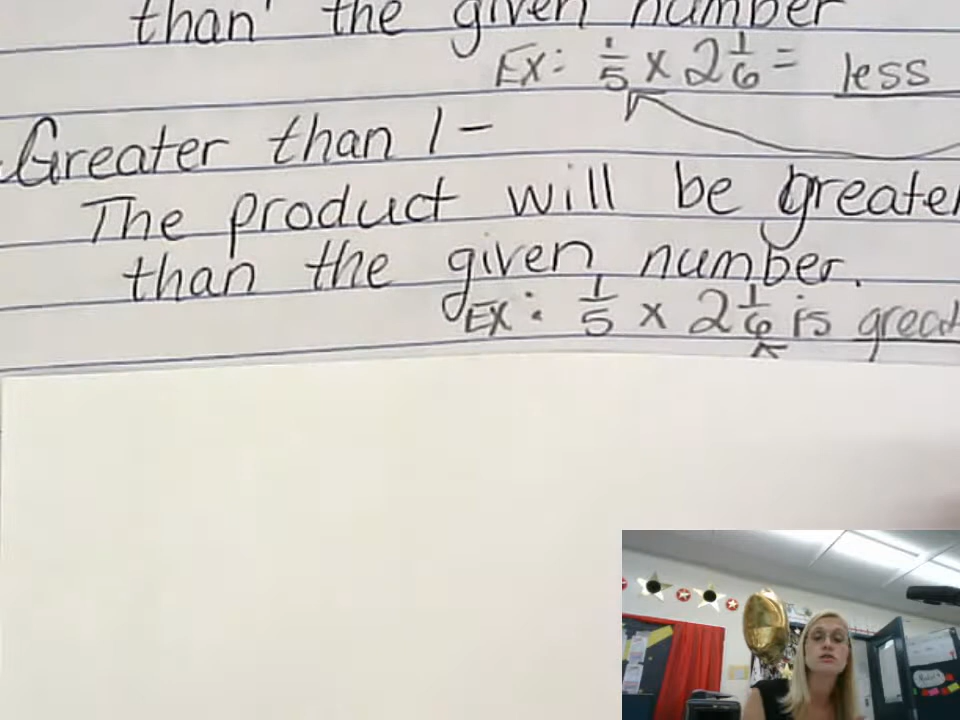 than the given number
Ex: 1/5 x 2 1/6 = less
Greater than 1 -
The product will be greater
than the given number.
Ex: 1/5 x 2 1/6 is great